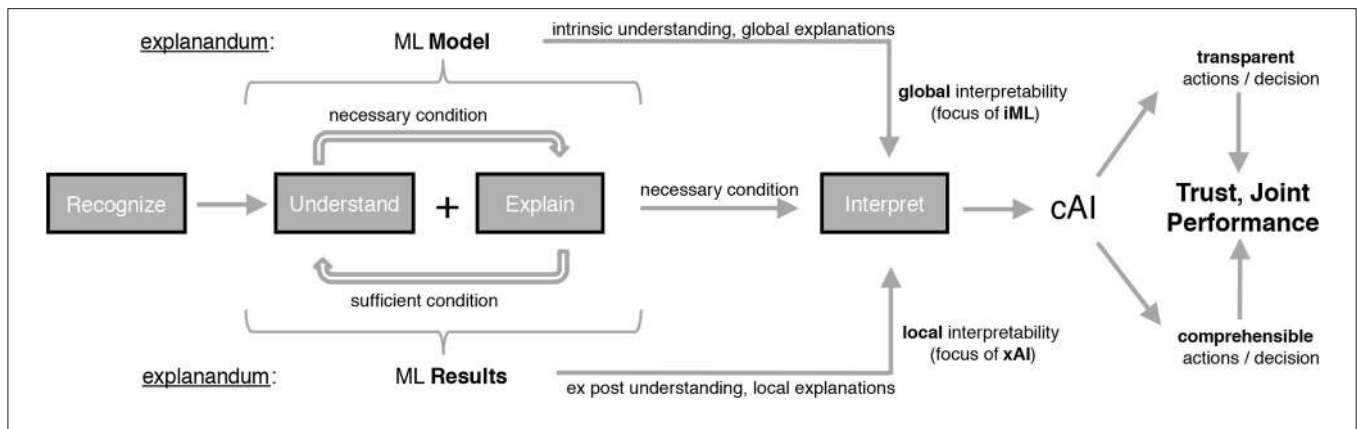 explanandum:
ML Model
intrinsic understanding, global explanations
transparent
actions / decision
global interpretability
(focus of iML)
necessary condition
Recognize
Understand
+
Explain
necessary condition
Interpret
cAI
Trust, Joint
Performance
sufficient condition
local interpretability
(focus of xAI)
comprehensible
actions / decision
explanandum:
ML Results
ex post understanding, local explanations